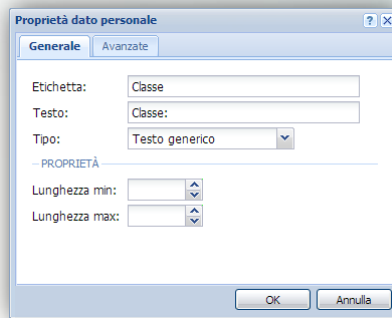 Proprietà dato personale
Generale Avanzate
Etichetta: Classe
Testo: Classe:
Tipo: Testo generico
PROPRIETÀ
Lunghezza min:
Lunghezza max:
OK Annulla